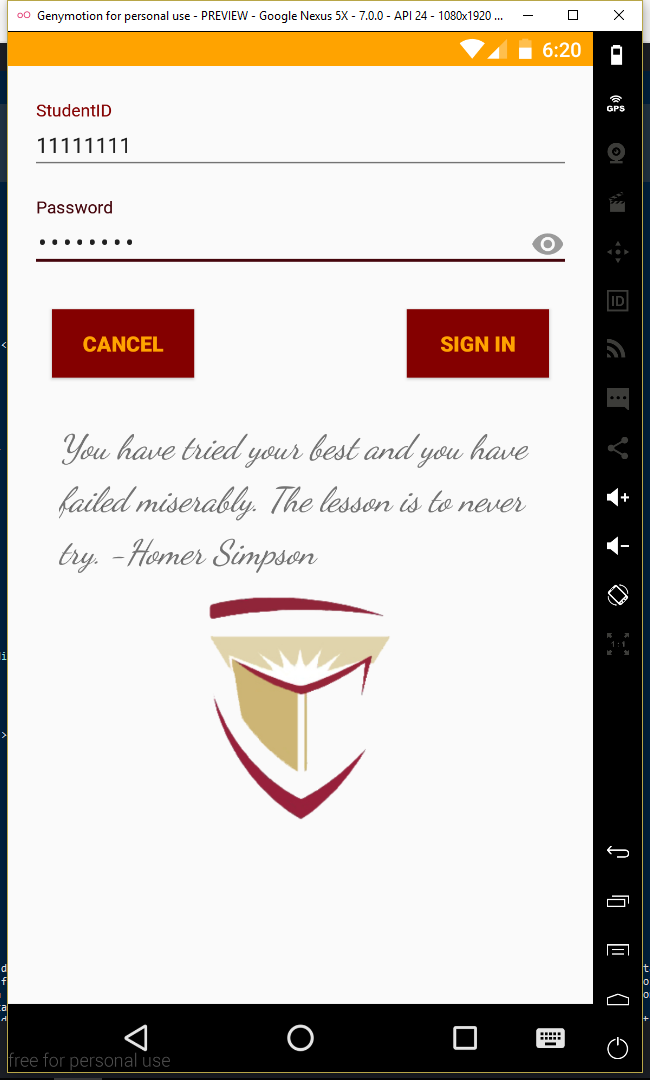 Genymotion for personal use - PREVIEW - Google Nexus 5X - 7.0.0 - API 24 - 1080x1920 ...
6:20
GPS
StudentID
11111111
Password
••••••••
ID
CANCEL
SIGN IN
You have tried your best and you have
failed miserably. The lesson is to never
try. -Homer Simpson
1:1
free for personal use